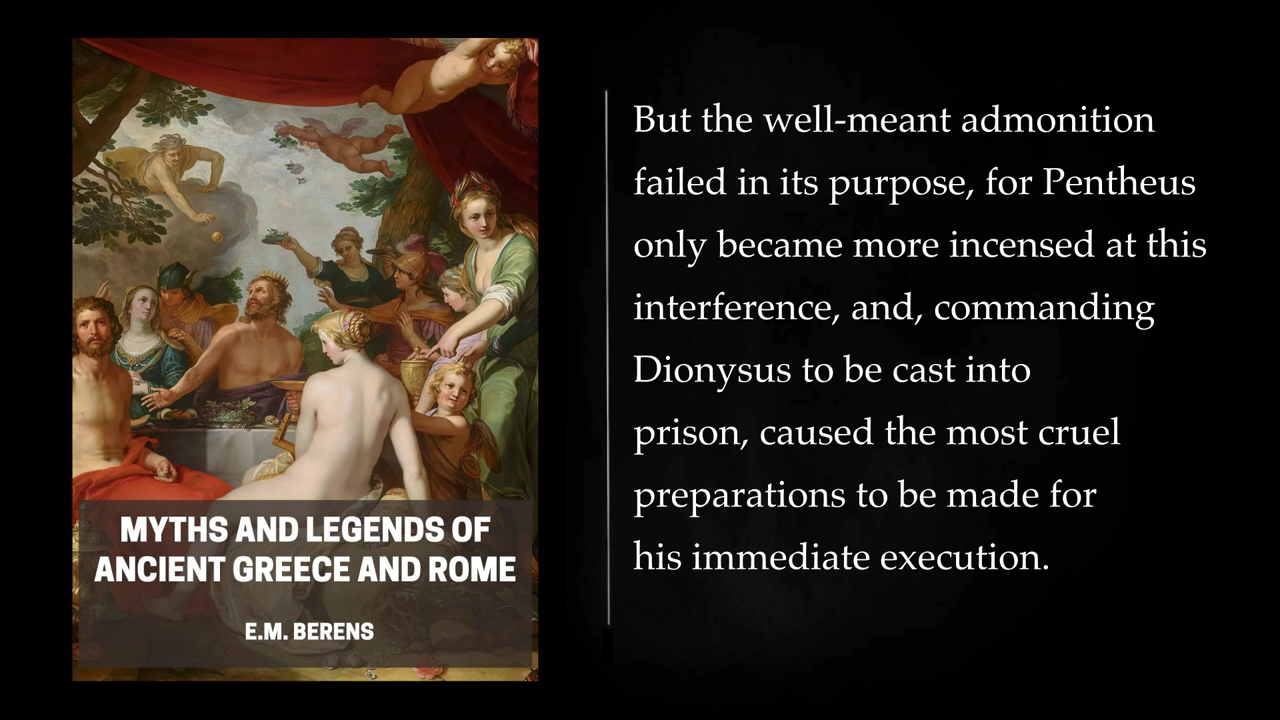 MYTHS AND LEGENDS OF
ANCIENT GREECE AND ROME
E.M. BERENS
But the well-meant admonition
failed in its purpose, for Pentheus
only became more incensed at this
interference, and, commanding
Dionysus to be cast into
prison, caused the most cruel
preparations to be made for
his immediate execution.